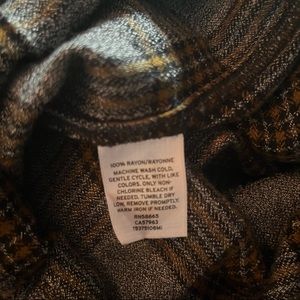 100% RAYON/RAYONNE
MACHINE WASH COLD,
GENTLE CYCLE, WITH LIKE
COLORS, ONLY NON-
CHLORINE BLEACH IF
NEEDED. TUMBLE DRY
LOW, REMOVE PROMPTLY.
WARM IRON IF NEEDED.
RN58665
CA57963